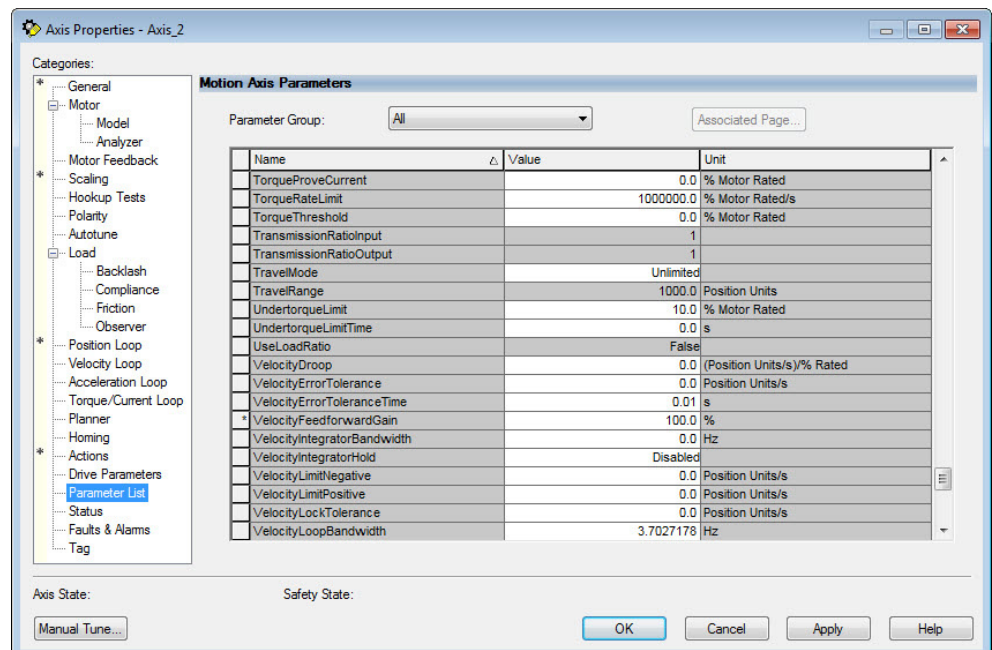 Axis Properties - Axis_2
Categories:
* General
Motor
Model
Analyzer
Motor Feedback
* Scaling
Hookup Tests
Polarity
Autotune
Load
Backlash
Compliance
Friction
Observer
* Position Loop
Velocity Loop
Acceleration Loop
Torque/Current Loop
Planner
Homing
* Actions
Drive Parameters
Parameter List
Status
Faults & Alarms
Tag
Motion Axis Parameters
Parameter Group: All Associated Page...
Name Value Unit
TorqueProveCurrent 0.0 % Motor Rated
TorqueRateLimit 1000000.0 % Motor Rated/s
TorqueThreshold 0.0 % Motor Rated
TransmissionRatioInput 1
TransmissionRatioOutput 1
TravelMode Unlimited
TravelRange 1000.0 Position Units
UndertorqueLimit 10.0 % Motor Rated
UndertorqueLimitTime 0.0 s
UseLoadRatio False
VelocityDroop 0.0 (Position Units/s)/% Rated
VelocityErrorTolerance 0.0 Position Units/s
VelocityErrorToleranceTime 0.01 s
* VelocityFeedforwardGain 100.0 %
VelocityIntegratorBandwidth 0.0 Hz
VelocityIntegratorHold Disabled
VelocityLimitNegative 0.0 Position Units/s
VelocityLimitPositive 0.0 Position Units/s
VelocityLockTolerance 0.0 Position Units/s
VelocityLoopBandwidth 3.7027178 Hz
Axis State: Safety State:
Manual Tune... OK Cancel Apply Help